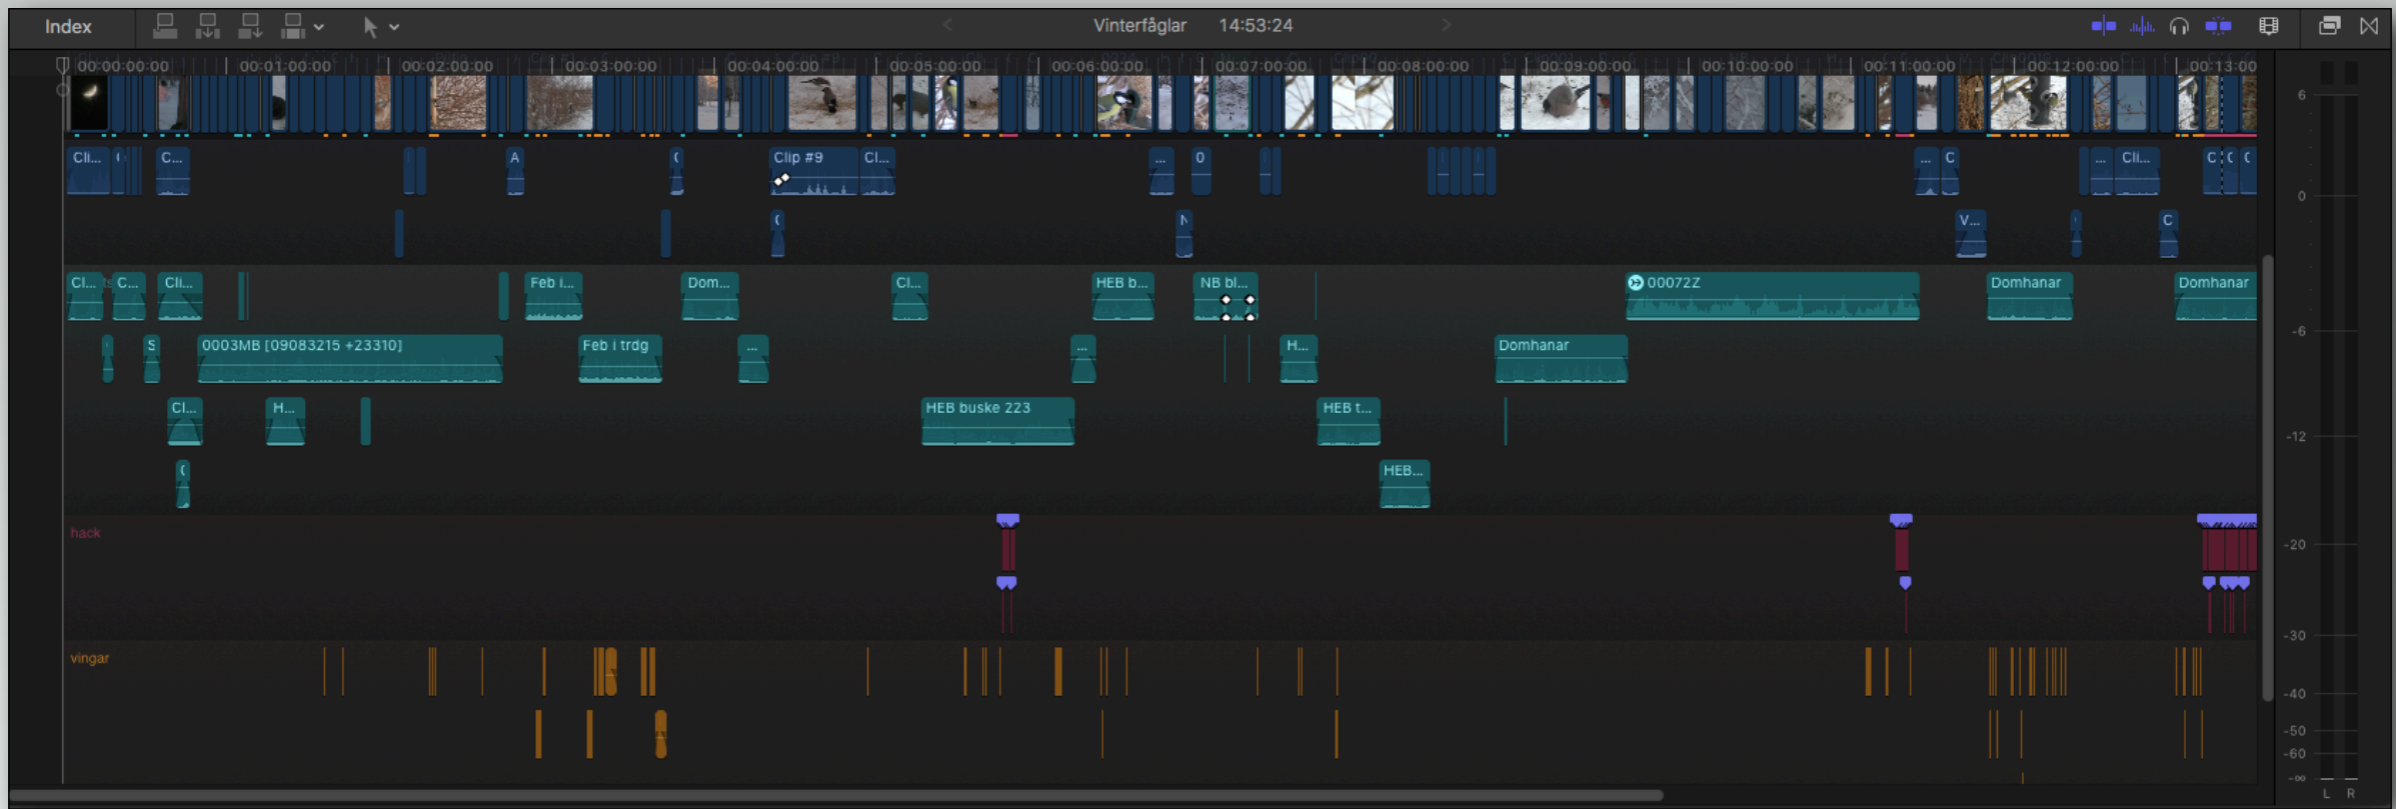 Index
Vinterfåglar 14:53:24
00:00:00:00 00:01:00:00 00:02:00:00 00:03:00:00 00:04:00:00 00:05:00:00 00:06:00:00 00:07:00:00 00:08:00:00 00:09:00:00 00:10:00:00 00:11:00:00 00:12:00:00 00:13:00
6
Cli... C... A Clip #9 Cl... ... 0 ... C ... Cli... C
0
N V... C
Cl... C... Cli... Feb i... Dom... Cl... HEB b... NB bl... 00072Z Domhanar Domhanar
-6
S 0003MB [09083215 +23310] Feb i trdg ... ... H... Domhanar
Cl... H... HEB buske 223 HEB t...
-12
HEB...
hack
-20
-30
vingar
-40
-50
-60
-∞
L R